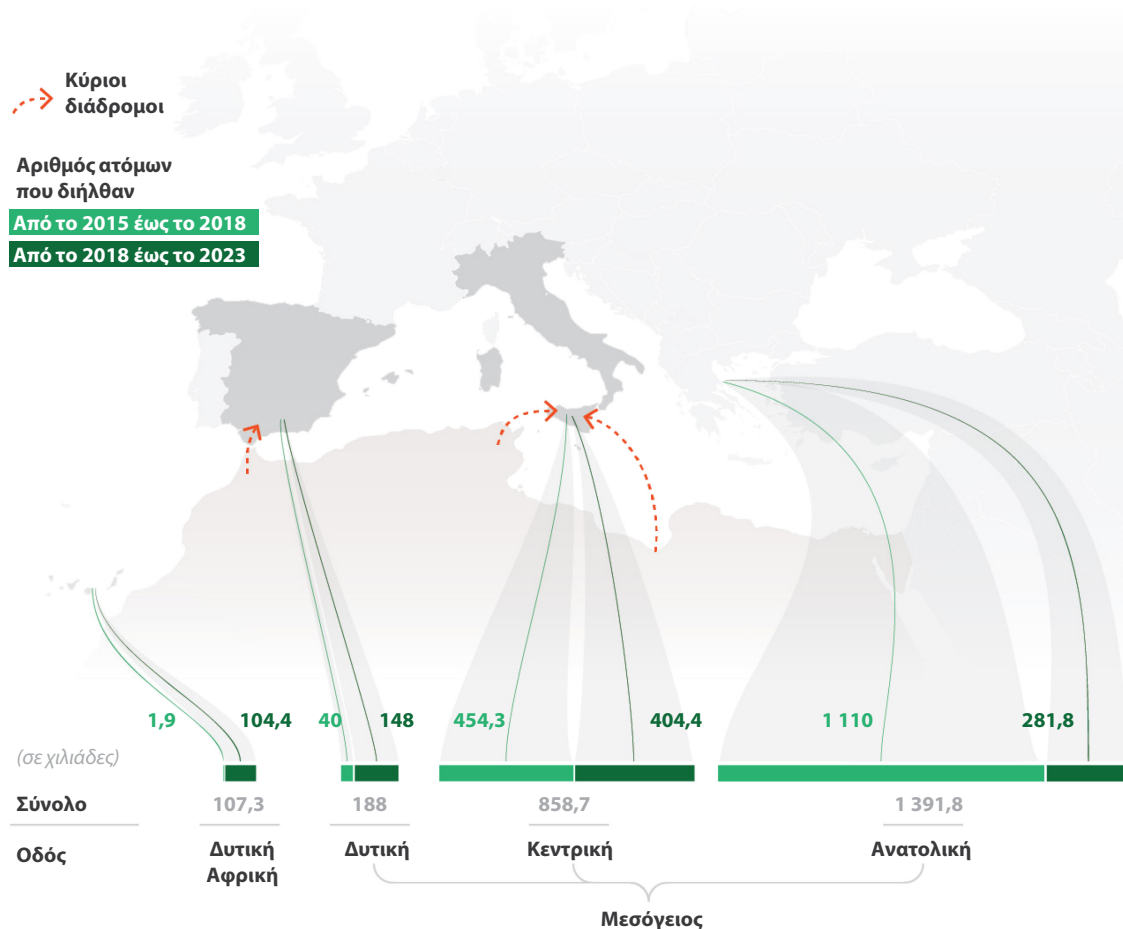 Κύριοι
διάδρομοι
Αριθμός ατόμων
που διήλθαν
Από το 2015 έως το 2018
Από το 2018 έως το 2023
1,9 104,4 40 148 454,3 404,4 1 110 281,8
(σε χιλιάδες)
Σύνολο 107,3 188 858,7 1 391,8
Οδός Δυτική Αφρική Δυτική Κεντρική Ανατολική
Μεσόγειος